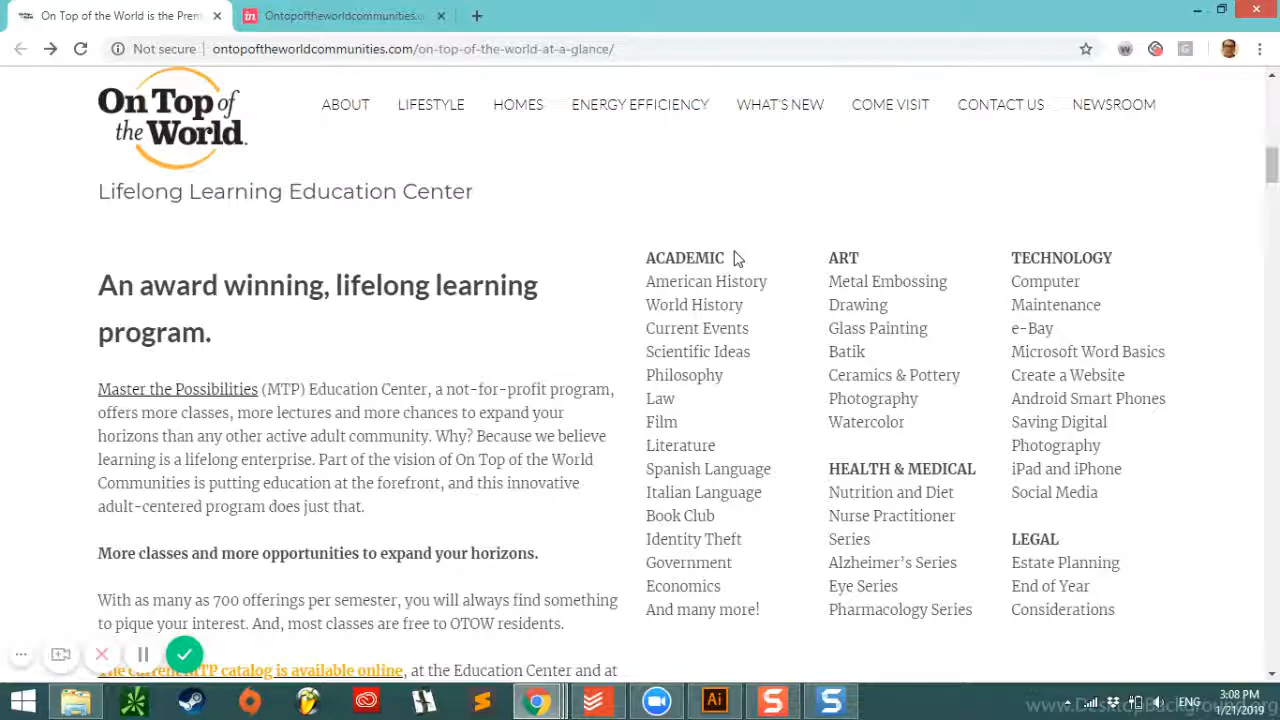 On Top of the World is the Prem
Ontopoftheworldcommunities.
Not secure
ontopoftheworldcommunities.com/on-top-of-the-world-at-a-glance/
On Top of
the World.
ABOUT
LIFESTYLE
HOMES
ENERGY EFFICIENCY
WHAT'S NEW
COME VISIT
CONTACT US
NEWSROOM
Lifelong Learning Education Center
An award winning, lifelong learning
program.
Master the Possibilities (MTP) Education Center, a not-for-profit program,
offers more classes, more lectures and more chances to expand your
horizons than any other active adult community. Why? Because we believe
learning is a lifelong enterprise. Part of the vision of On Top of the World
Communities is putting education at the forefront, and this innovative
adult-centered program does just that.
More classes and more opportunities to expand your horizons.
With as many as 700 offerings per semester, you will always find something
to pique your interest. And, most classes are free to OTOW residents.
The current MTP catalog is available online, at the Education Center and at
ACADEMIC
American History
World History
Current Events
Scientific Ideas
Philosophy
Law
Film
Literature
Spanish Language
Italian Language
Book Club
Identity Theft
Government
Economics
And many more!
ART
Metal Embossing
Drawing
Glass Painting
Batik
Ceramics & Pottery
Photography
Watercolor
HEALTH & MEDICAL
Nutrition and Diet
Nurse Practitioner
Series
Alzheimer's Series
Eye Series
Pharmacology Series
TECHNOLOGY
Computer
Maintenance
e-Bay
Microsoft Word Basics
Create a Website
Android Smart Phones
Saving Digital
Photography
iPad and iPhone
Social Media
LEGAL
Estate Planning
End of Year
Considerations
Ai
S
S
ENG
3:08 PM
1/21/2019